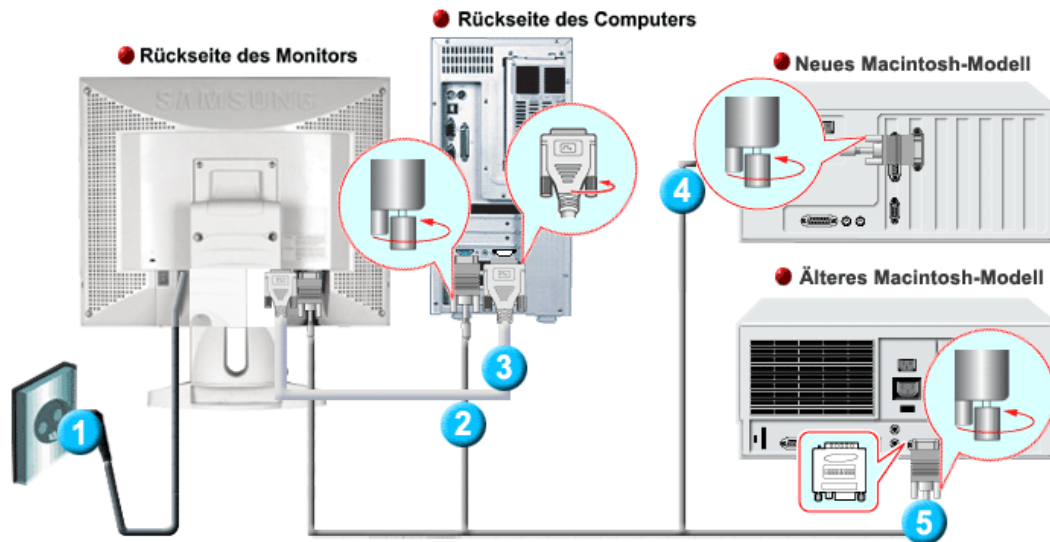 Rückseite des Computers
Rückseite des Monitors
Neues Macintosh-Modell
SAMSUNG
4
Älteres Macintosh-Modell
3
1
2
5